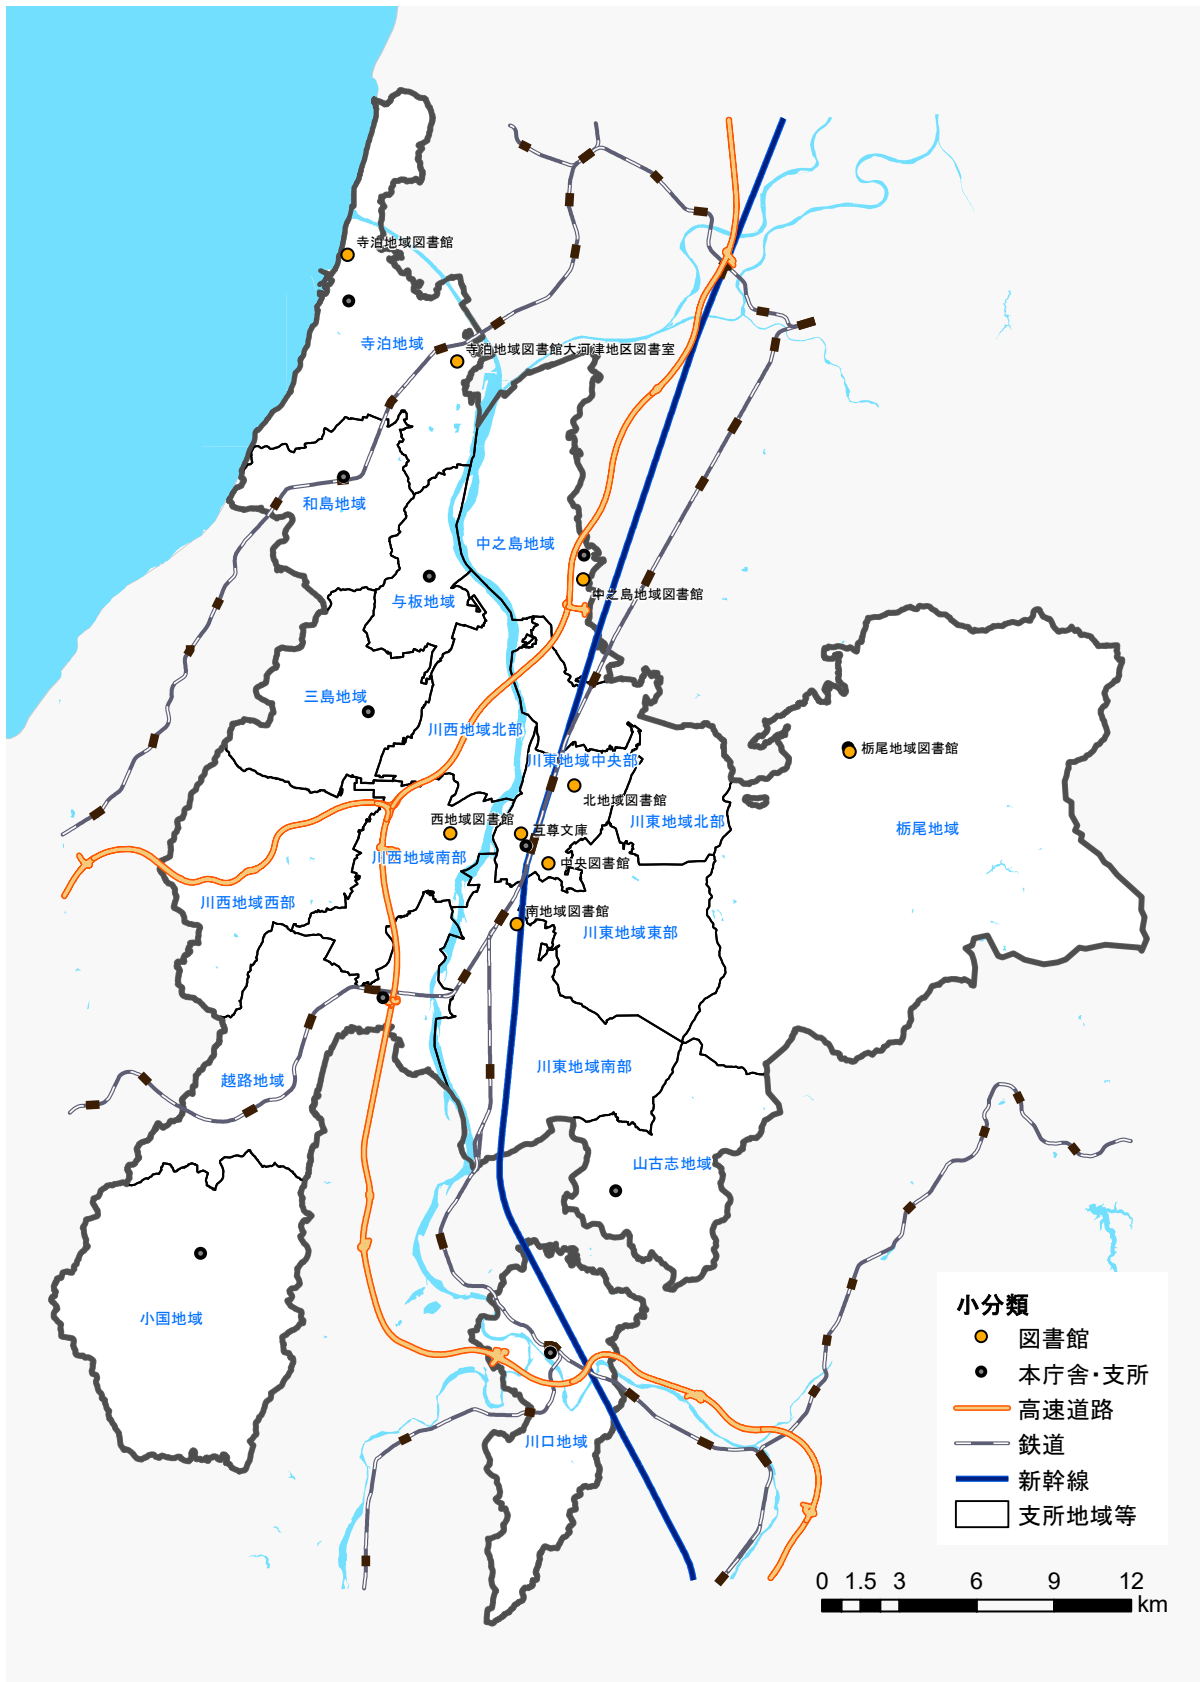 寺泊地域図書館
寺泊地域
寺泊地域図書館大河津地区図書室
和島地域
中之島地域
中之島地域図書館
与板地域
三島地域
川西地域北部
川東地域中央部
栃尾地域図書館
北地域図書館
西地域図書館
互尊文庫
川東地域北部
栃尾地域
川西地域南部
中央図書館
川西地域西部
南地域図書館
川東地域東部
川東地域南部
越路地域
山古志地域
小国地域
川口地域
小分類
図書館
本庁舎・支所
高速道路
鉄道
新幹線
支所地域等
0 1.5 3 6 9 12
km